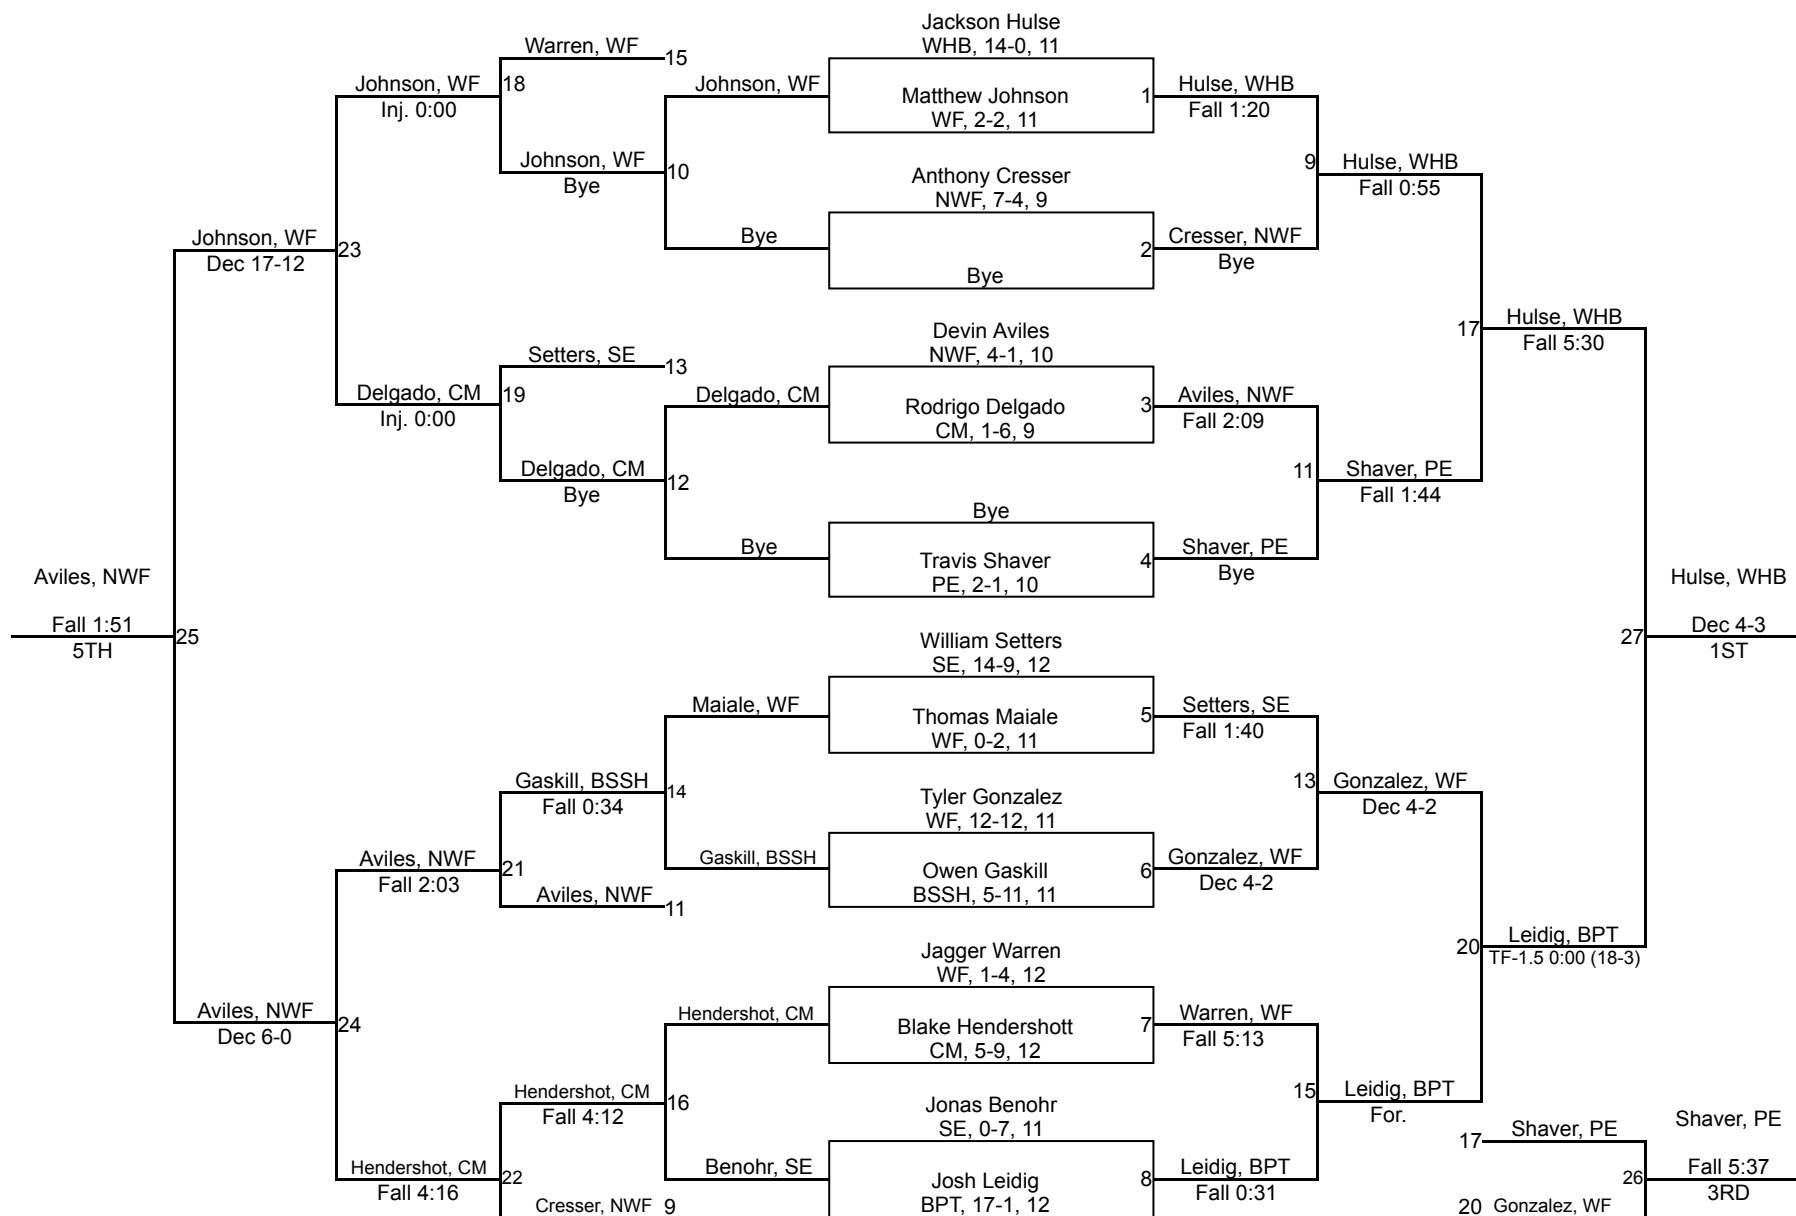 Jackson Hulse
WHB, 14-0, 11
Warren, WF
15
Johnson, WF
18
Inj. 0:00
Johnson, WF
Matthew Johnson
WF, 2-2, 11
1
Hulse, WHB
Fall 1:20
Johnson, WF
Bye
10
Anthony Cresser
NWF, 7-4, 9
9
Hulse, WHB
Fall 0:55
Johnson, WF
Dec 17-12
23
Bye
Bye
2
Cresser, NWF
Bye
Devin Aviles
NWF, 4-1, 10
17
Hulse, WHB
Fall 5:30
Setters, SE
13
Delgado, CM
Inj. 0:00
19
Delgado, CM
Rodrigo Delgado
CM, 1-6, 9
3
Aviles, NWF
Fall 2:09
Delgado, CM
Bye
12
11
Shaver, PE
Fall 1:44
Bye
Bye
Travis Shaver
PE, 2-1, 10
4
Shaver, PE
Bye
Aviles, NWF
Fall 1:51
5TH
25
Hulse, WHB
27
Dec 4-3
1ST
William Setters
SE, 14-9, 12
Maiale, WF
Thomas Maiale
WF, 0-2, 11
5
Setters, SE
Fall 1:40
Gaskill, BSSH
Fall 0:34
14
Tyler Gonzalez
WF, 12-12, 11
13
Gonzalez, WF
Dec 4-2
Aviles, NWF
Fall 2:03
21
Gaskill, BSSH
Owen Gaskill
BSSH, 5-11, 11
6
Gonzalez, WF
Dec 4-2
Aviles, NWF
11
Jagger Warren
WF, 1-4, 12
20
Leidig, BPT
TF-1.5 0:00 (18-3)
Aviles, NWF
Dec 6-0
24
Hendershot, CM
Blake Hendershott
CM, 5-9, 12
7
Warren, WF
Fall 5:13
Hendershot, CM
Fall 4:12
16
Jonas Benohr
SE, 0-7, 11
15
Leidig, BPT
For.
17
Shaver, PE
Shaver, PE
Hendershot, CM
Fall 4:16
22
Benohr, SE
Josh Leidig
BPT, 17-1, 12
8
Leidig, BPT
Fall 0:31
26
Fall 5:37
3RD
Cresser, NWF
9
20
Gonzalez, WF